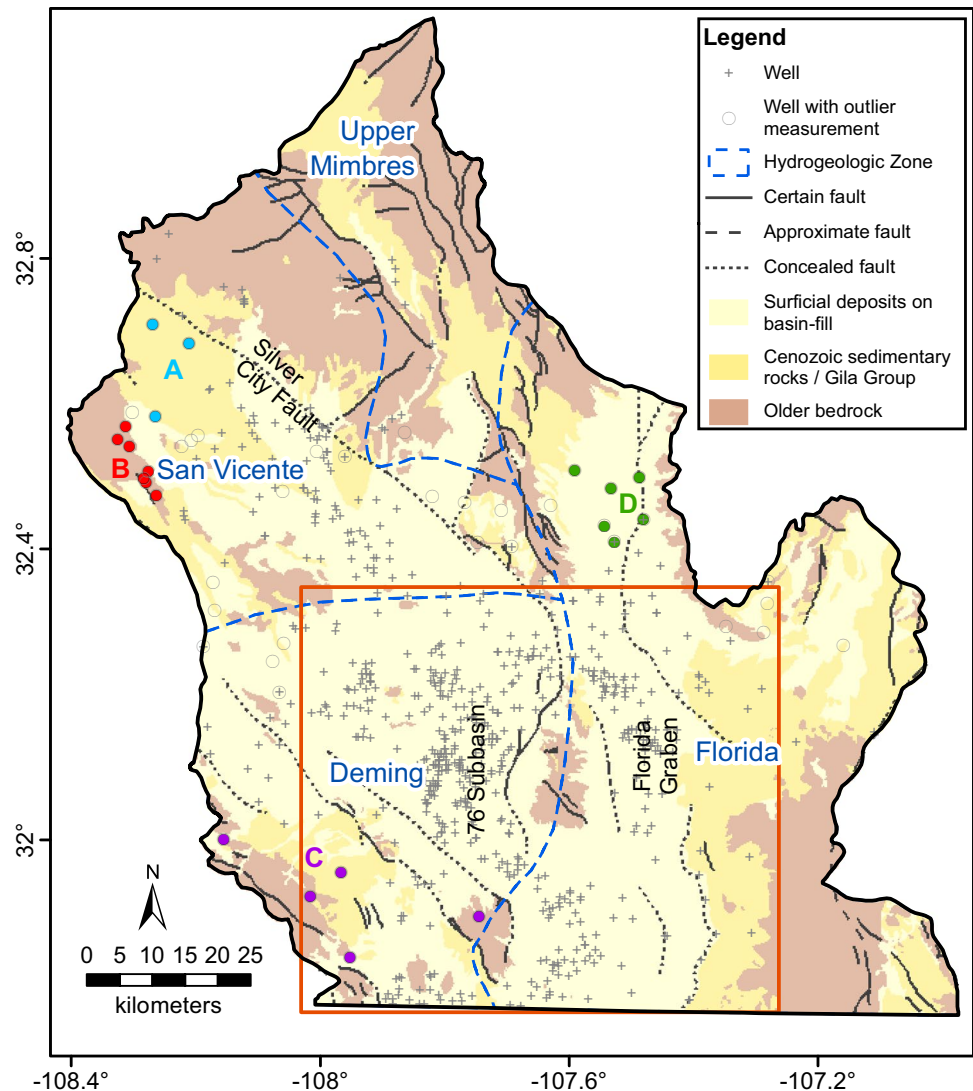 Legend
Well
Well with outlier
measurement
Hydrogeologic Zone
Certain fault
Approximate fault
Concealed fault
Surficial deposits on
basin-fill
Cenozoic sedimentary
rocks / Gila Group
Older bedrock
Upper
Mimbres
32.8°
A
Silver
City Fault
B
San Vicente
D
32.4°
76 Subbasin
Florida
Graben
Florida
Deming
32°
C
N
0 5 10 15 20 25
kilometers
-108.4° -108° -107.6° -107.2°